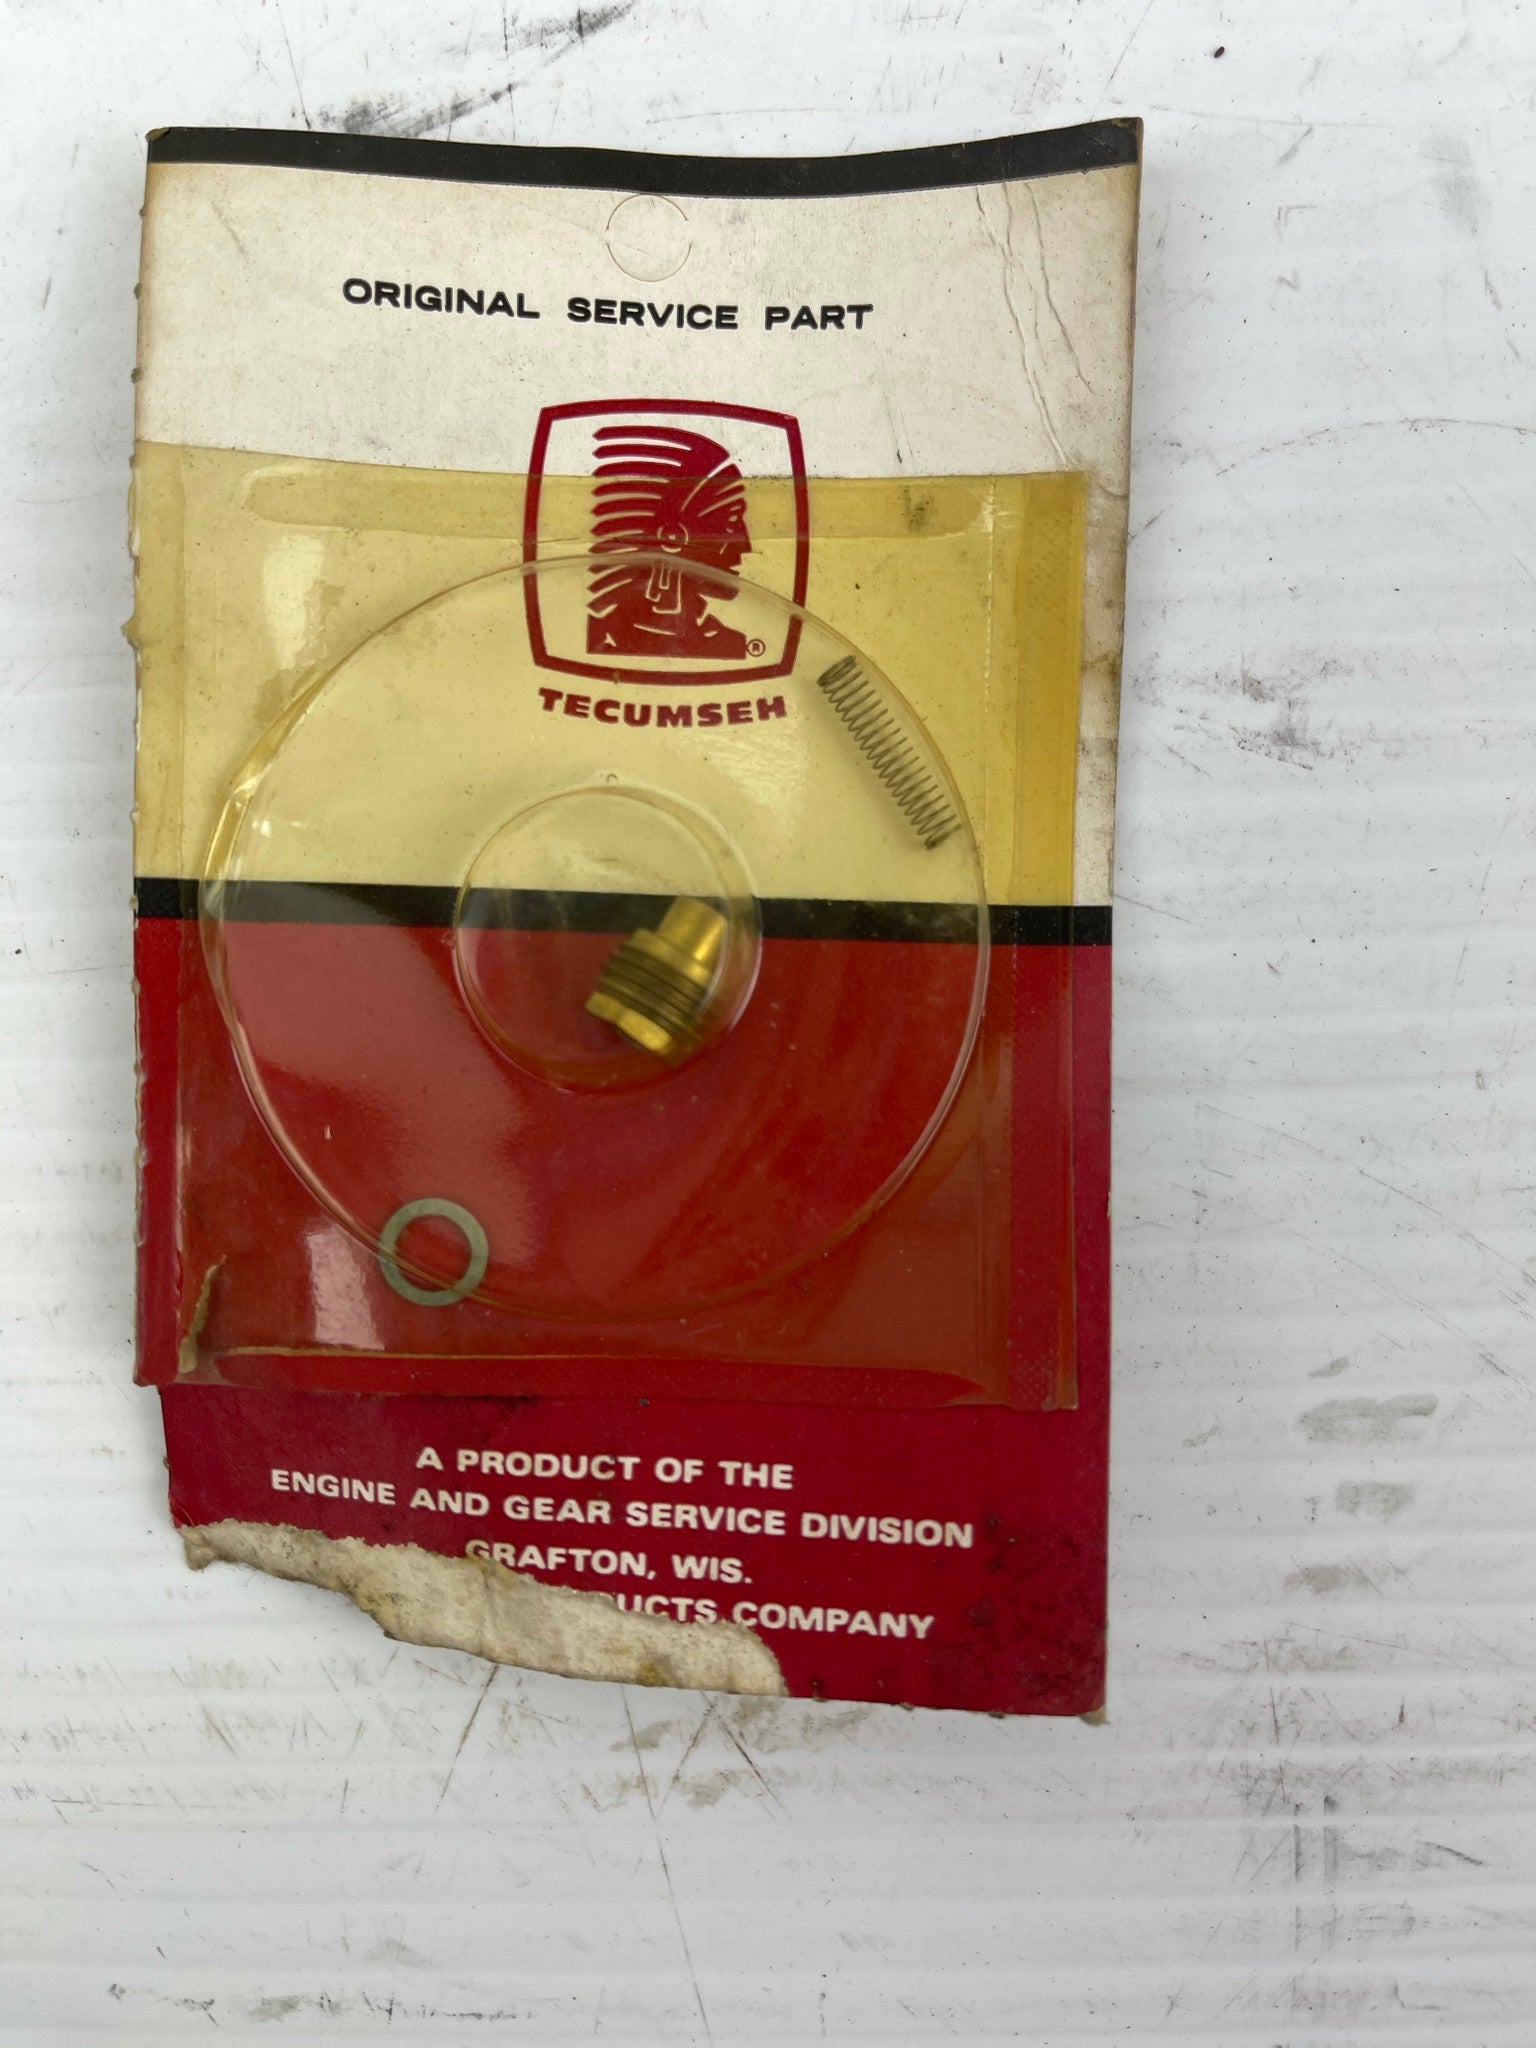 ORIGINAL SERVICE PART
®
TECUMSEH
A PRODUCT OF THE
ENGINE AND GEAR SERVICE DIVISION
GRAFTON, WIS.
COMPANY